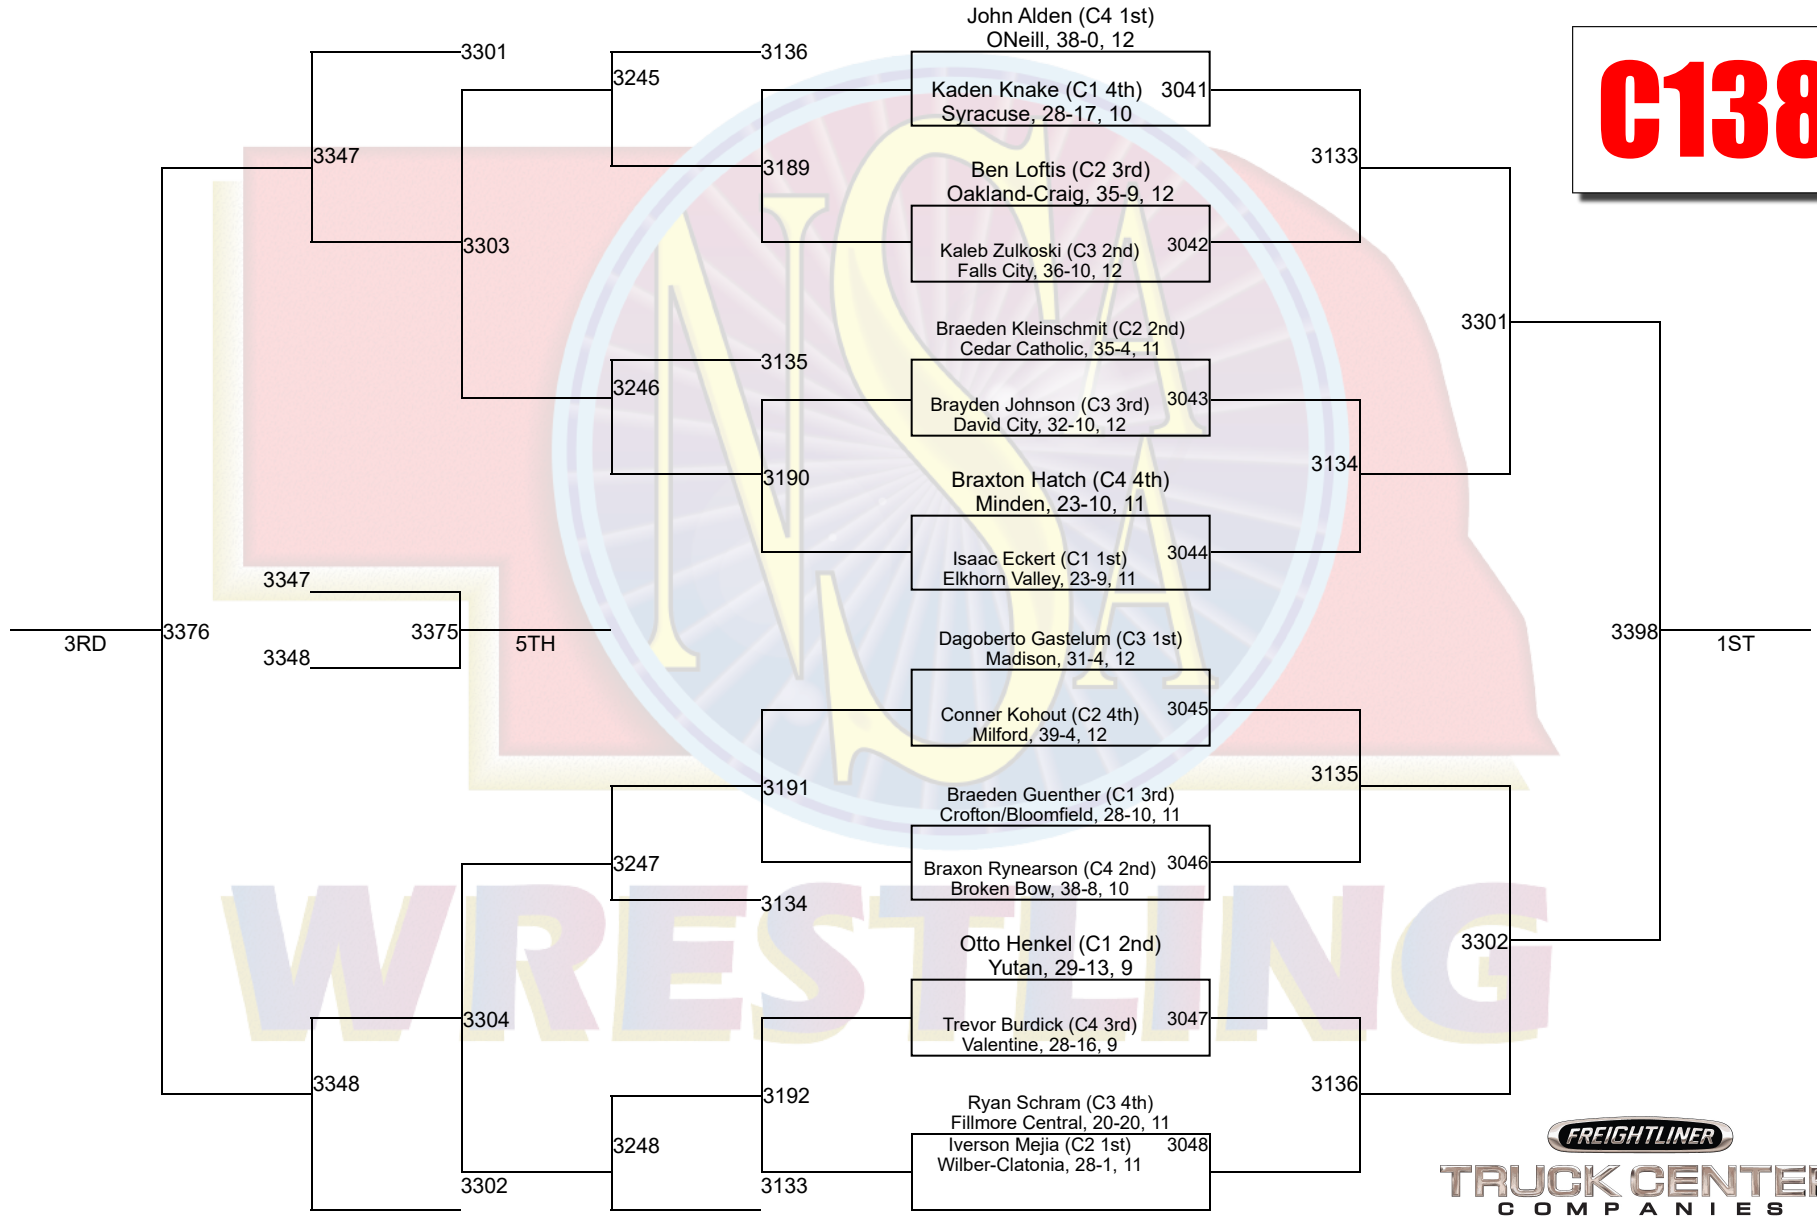 John Alden (C4 1st)
ONeill, 38-0, 12
Kaden Knake (C1 4th)
Syracuse, 28-17, 10
3041
Ben Loftis (C2 3rd)
Oakland-Craig, 35-9, 12
Kaleb Zulkoski (C3 2nd)
Falls City, 36-10, 12
3042
Braeden Kleinschmit (C2 2nd)
Cedar Catholic, 35-4, 11
Brayden Johnson (C3 3rd)
David City, 32-10, 12
3043
Braxton Hatch (C4 4th)
Minden, 23-10, 11
Isaac Eckert (C1 1st)
Elkhorn Valley, 23-9, 11
3044
Dagoberto Gastelum (C3 1st)
Madison, 31-4, 12
Conner Kohout (C2 4th)
Milford, 39-4, 12
3045
Braeden Guenther (C1 3rd)
Crofton/Bloomfield, 28-10, 11
Braxon Rynearson (C4 2nd)
Broken Bow, 38-8, 10
3046
Otto Henkel (C1 2nd)
Yutan, 29-13, 9
Trevor Burdick (C4 3rd)
Valentine, 28-16, 9
3047
Ryan Schram (C3 4th)
Fillmore Central, 20-20, 11
Iverson Mejia (C2 1st)
Wilber-Clatonia, 28-1, 11
3048
3133
3134
3135
3136
3301
3302
3398
1ST
C138
3136
3245
3189
3135
3246
3190
3191
3247
3134
3192
3248
3133
3301
3303
3304
3302
3347
3348
3347
3348
3375
5TH
3376
3RD
NSAA
WRESTLING
FREIGHTLINER
TRUCK CENTER
COMPANIES